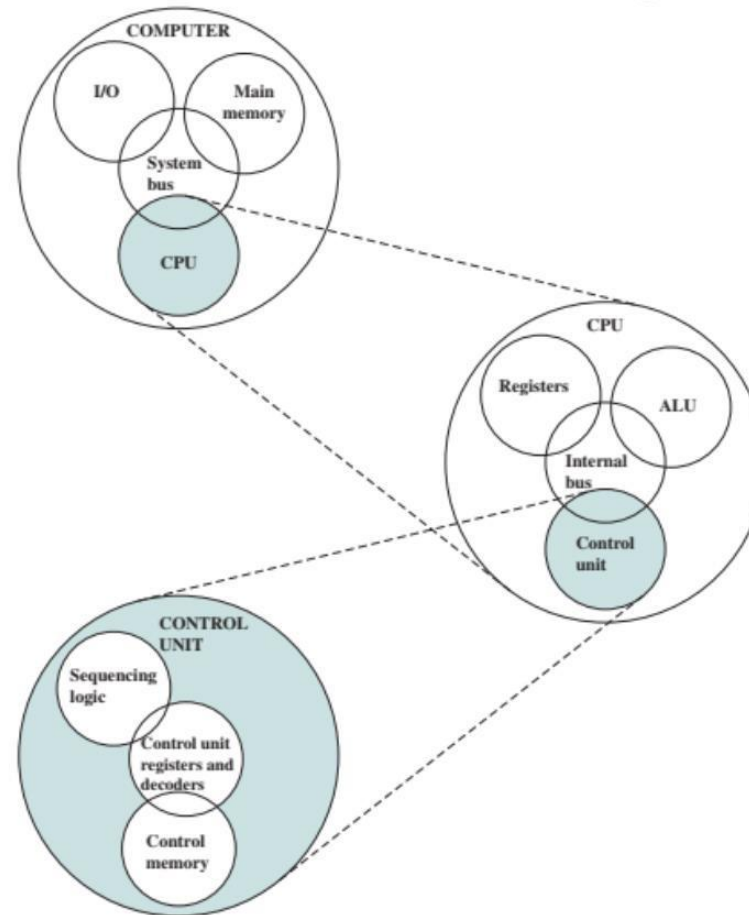 COMPUTER
I/O
Main
memory
System
bus
CPU
CPU
Registers
ALU
Internal
bus
Control
unit
CONTROL
UNIT
Sequencing
logic
Control unit
registers and
decoders
Control
memory